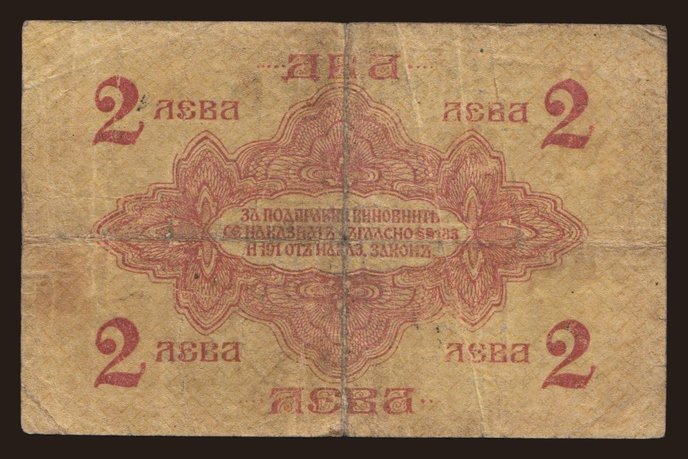 ДВА
2 ЛЕВА ЛЕВА 2
ЗА ПОДПРАВКИ ВИНОВНИТѢ
СЕ НАКАЗВАТЪ СЪГЛАСНО §§ 183
И 191 ОТЪ НАКАЗ. ЗАКОНЪ
2 ЛЕВА ЛЕВА 2
ЛЕВА